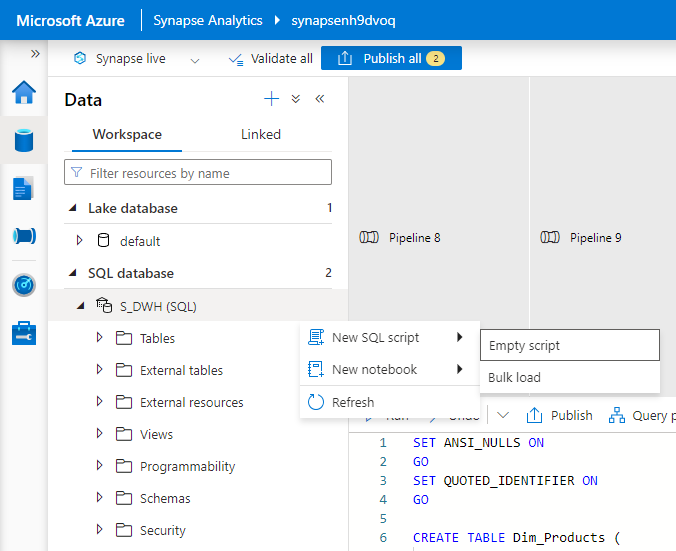 Microsoft Azure Synapse Analytics synapsenh9dvoq
Synapse live Validate all Publish all 2
Data
Workspace Linked
Filter resources by name
Lake database 1
default
SQL database 2
S_DWH (SQL)
Tables
External tables
External resources
Views
Programmability
Schemas
Security
Pipeline 8 Pipeline 9
New SQL script
New notebook
Refresh
Empty script
Bulk load
Publish Query
1 SET ANSI_NULLS ON
2 GO
3 SET QUOTED_IDENTIFIER ON
4 GO
5
6 CREATE TABLE Dim_Products (